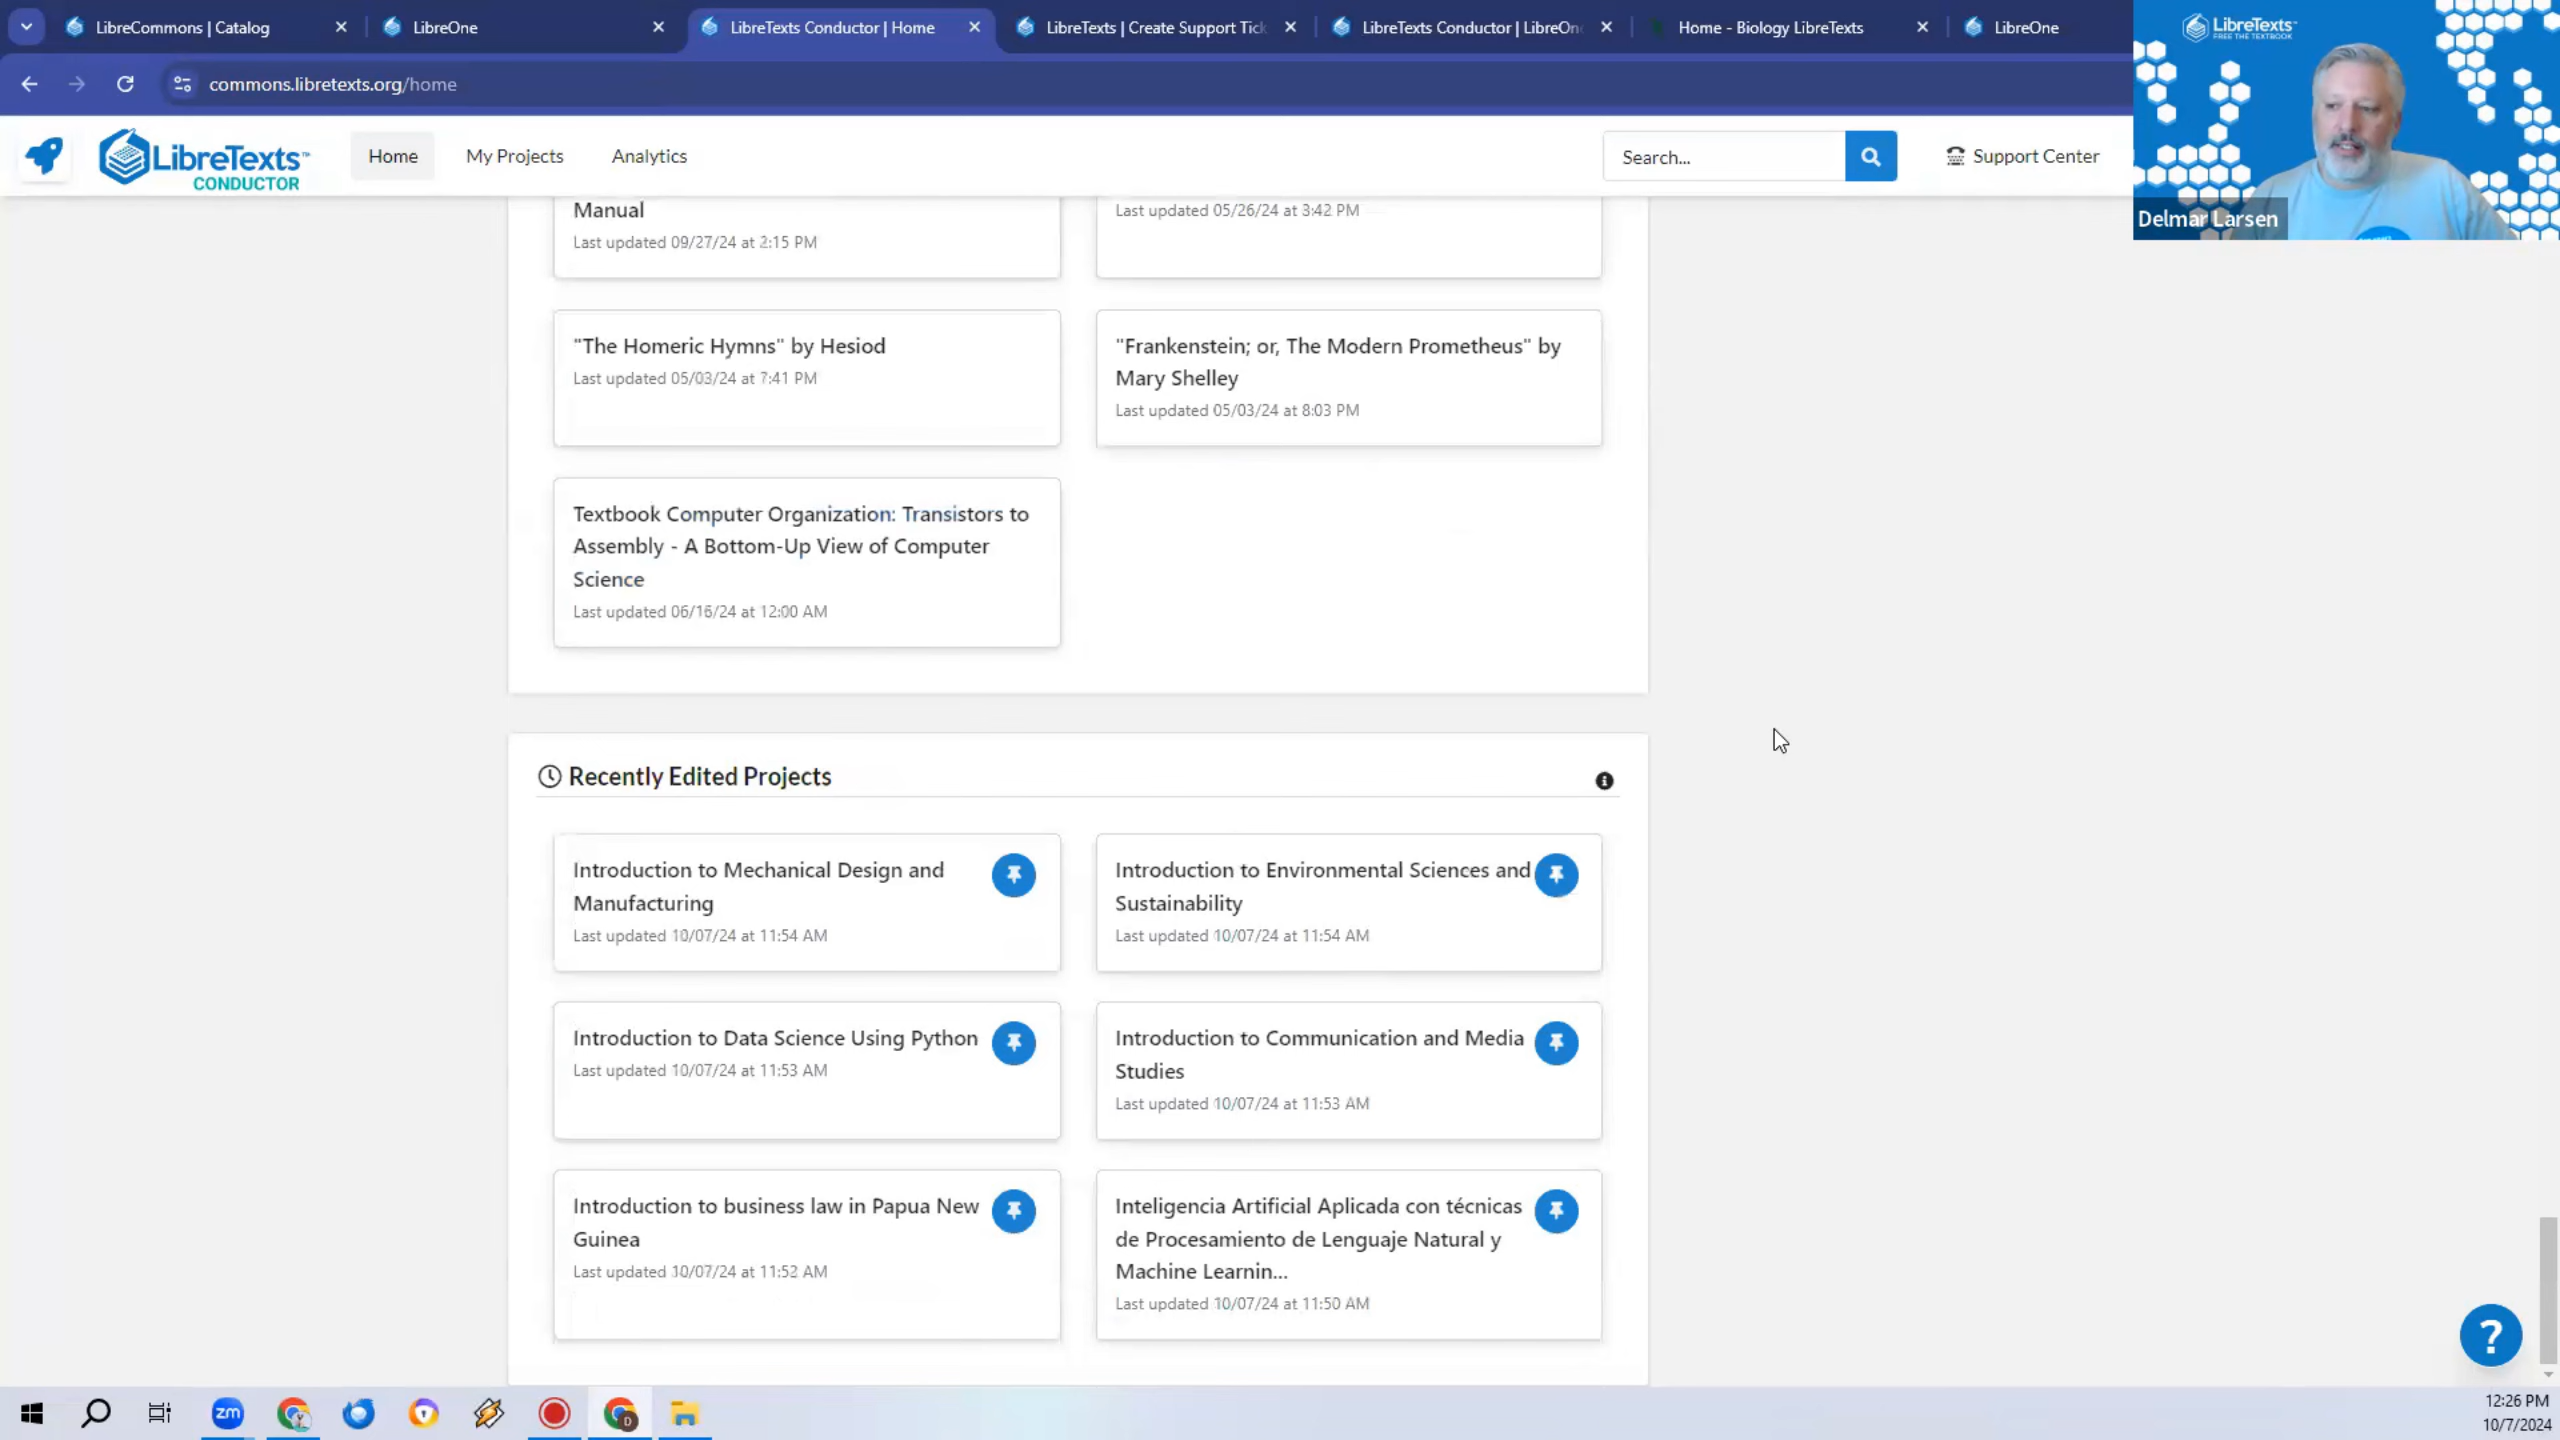 LibreCommons | Catalog
LibreOne
LibreTexts Conductor | Home
LibreTexts | Create Support Tick
LibreTexts Conductor | LibreOn
Home - Biology LibreTexts
LibreOne
LibreTexts
FREE THE TEXTBOOK
commons.libretexts.org/home
LibreTexts™
CONDUCTOR
Home
My Projects
Analytics
Search...
Support Center
Delmar Larsen
Manual
Last updated 09/27/24 at 2:15 PM
Last updated 05/26/24 at 3:42 PM
"The Homeric Hymns" by Hesiod
Last updated 05/03/24 at 7:41 PM
"Frankenstein; or, The Modern Prometheus" by
Mary Shelley
Last updated 05/03/24 at 8:03 PM
Textbook Computer Organization: Transistors to
Assembly - A Bottom-Up View of Computer
Science
Last updated 06/16/24 at 12:00 AM
Recently Edited Projects
Introduction to Mechanical Design and
Manufacturing
Last updated 10/07/24 at 11:54 AM
Introduction to Environmental Sciences and
Sustainability
Last updated 10/07/24 at 11:54 AM
Introduction to Data Science Using Python
Last updated 10/07/24 at 11:53 AM
Introduction to Communication and Media
Studies
Last updated 10/07/24 at 11:53 AM
Introduction to business law in Papua New
Guinea
Last updated 10/07/24 at 11:52 AM
Inteligencia Artificial Aplicada con técnicas
de Procesamiento de Lenguaje Natural y
Machine Learnin...
Last updated 10/07/24 at 11:50 AM
?
zm
D
12:26 PM
10/7/2024